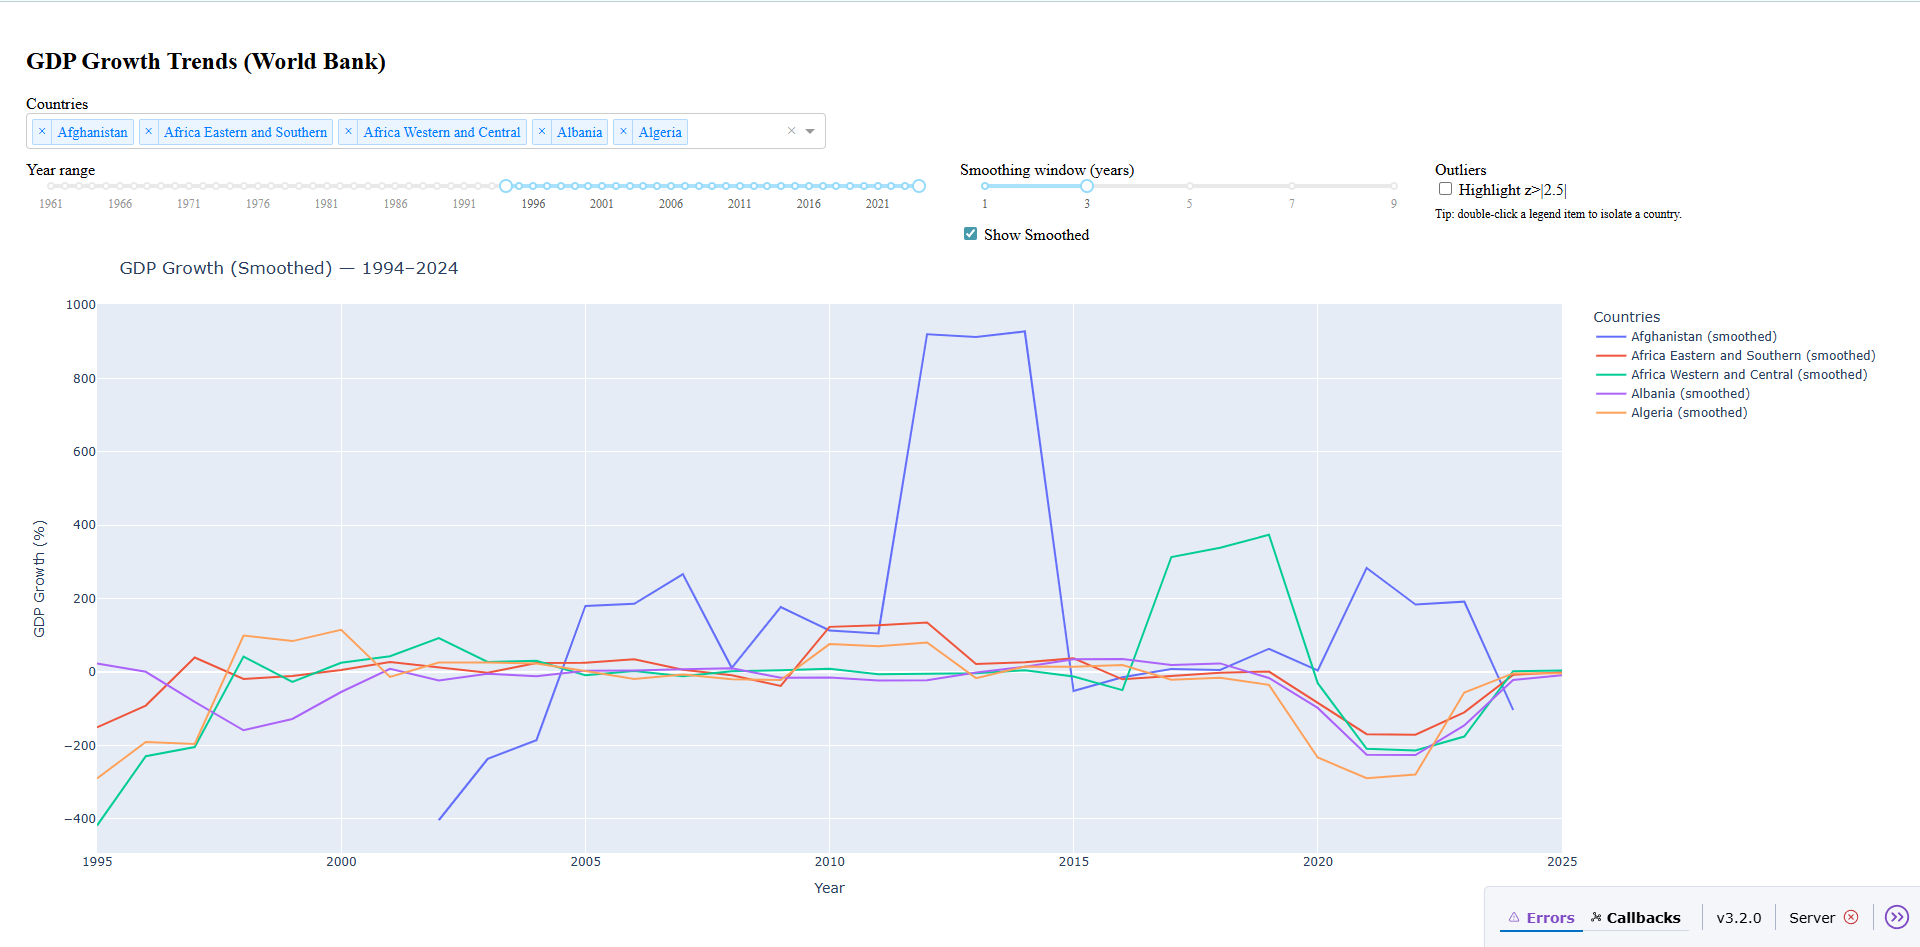 GDP Growth Trends (World Bank)
Countries
× Afghanistan × Africa Eastern and Southern × Africa Western and Central × Albania × Algeria ×
Year range
1961 1966 1971 1976 1981 1986 1991 1996 2001 2006 2011 2016 2021
Smoothing window (years)
1 3 5 7 9
Show Smoothed
Outliers
Highlight z>|2.5|
Tip: double-click a legend item to isolate a country.
GDP Growth (Smoothed) — 1994–2024
1000
800
600
400
200
0
−200
−400
GDP Growth (%)
1995 2000 2005 2010 2015 2020 2025
Year
Countries
Afghanistan (smoothed)
Africa Eastern and Southern (smoothed)
Africa Western and Central (smoothed)
Albania (smoothed)
Algeria (smoothed)
Errors Callbacks v3.2.0 Server